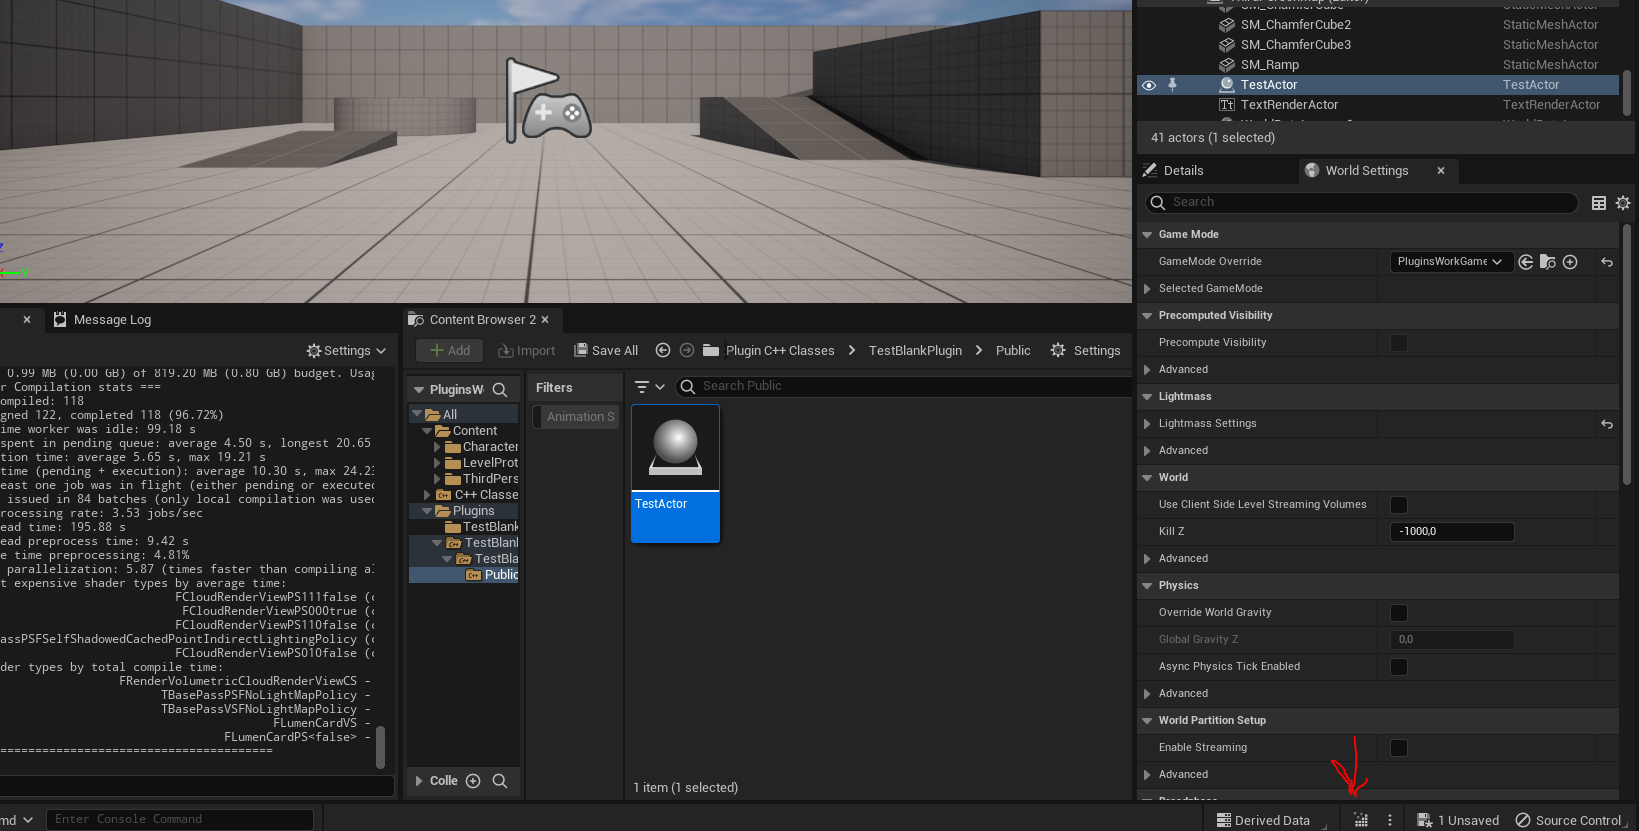 SM_ChamferCube2 StaticMeshActor
SM_ChamferCube3 StaticMeshActor
SM_Ramp StaticMeshActor
TestActor TestActor
TextRenderActor TextRenderActor
41 actors (1 selected)
Details
World Settings
Search
Game Mode
GameMode Override PluginsWorkGame
Selected GameMode
Precomputed Visibility
Precompute Visibility
Advanced
Lightmass
Lightmass Settings
Advanced
World
Use Client Side Level Streaming Volumes
Kill Z -1000,0
Advanced
Physics
Override World Gravity
Global Gravity Z 0,0
Async Physics Tick Enabled
Advanced
World Partition Setup
Enable Streaming
Advanced
Message Log
Settings
0.99 MB (0.00 GB) of 819.20 MB (0.80 GB) budget. Usag
r Compilation stats ===
ompiled: 118
gned 122, completed 118 (96.72%)
ime worker was idle: 99.18 s
spent in pending queue: average 4.50 s, longest 20.65
tion time: average 5.65 s, max 19.21 s
time (pending + execution): average 10.30 s, max 24.23
east one job was in flight (either pending or executed
issued in 84 batches (only local compilation was used
rocessing rate: 3.53 jobs/sec
ead time: 195.88 s
ead preprocess time: 9.42 s
e time preprocessing: 4.81%
parallelization: 5.87 (times faster than compiling al
t expensive shader types by average time:
FCloudRenderViewPS111false (c
FCloudRenderViewPS000true (c
FCloudRenderViewPS110false (c
assPSFSelfShadowedCachedPointIndirectLightingPolicy (c
FCloudRenderViewPS010false (c
der types by total compile time:
FRenderVolumetricCloudRenderViewCS -
TBasePassPSFNoLightMapPolicy -
TBasePassVSFNoLightMapPolicy -
FLumenCardVS -
FLumenCardPS<false> -
=====================================
Content Browser 2
Add
Import
Save All
Plugin C++ Classes
TestBlankPlugin
Public
Settings
PluginsW
All
Content
Character
LevelProt
ThirdPers
C++ Classe
Plugins
TestBlank
TestBlanl
TestBla
Public
Colle
Filters
Animation S
Search Public
TestActor
1 item (1 selected)
md
Enter Console Command
Derived Data
1 Unsaved
Source Control